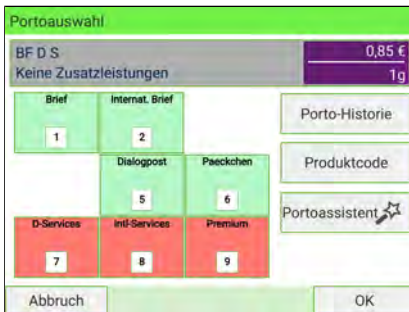 Portoauswahl
BF D S
0,85 €
Keine Zusatzleistungen
1g
Brief
Internat. Brief
1
2
Porto-Historie
Dialogpost
Paeckchen
5
6
Produktcode
D-Services
Intl-Services
Premium
7
8
9
Portoassistent
Abbruch
OK